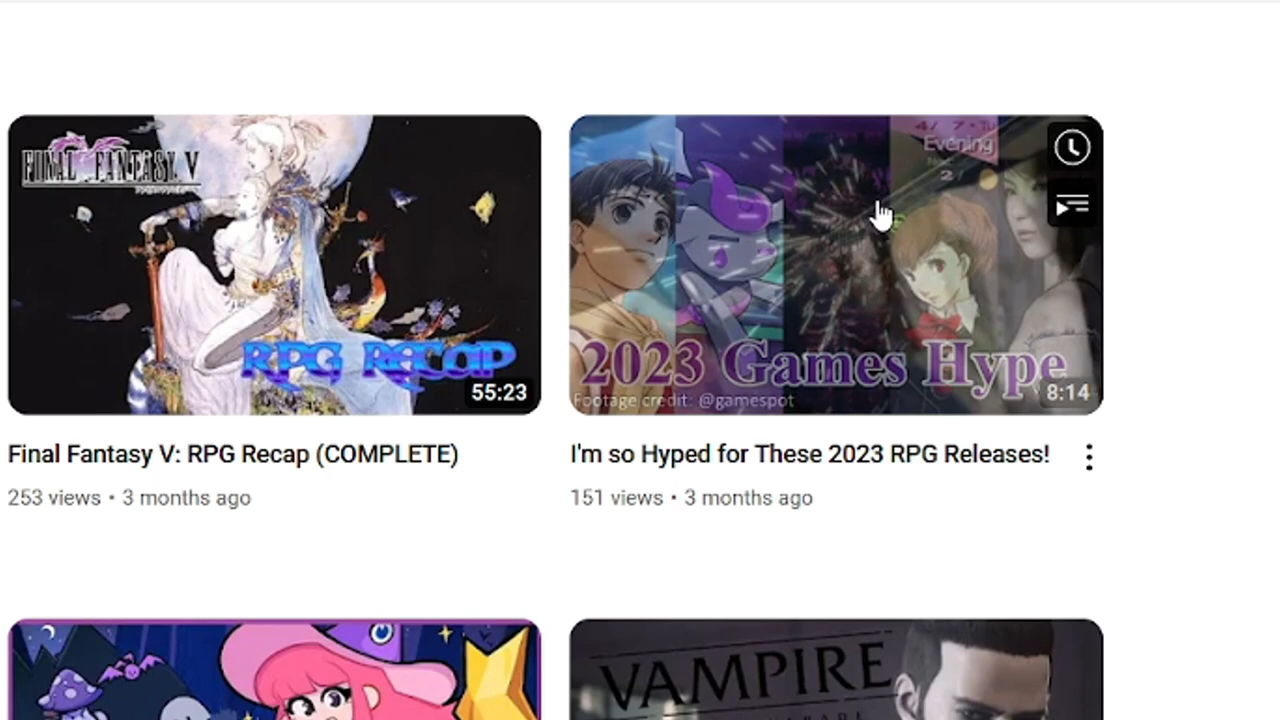 FINAL FANTASY V
RPG RECAP
55:23
Evening
2
2023 Games Hype
Footage credit: @gamespot
8:14
Final Fantasy V: RPG Recap (COMPLETE)
253 views • 3 months ago
I'm so Hyped for These 2023 RPG Releases!
151 views • 3 months ago
VAMPIRE